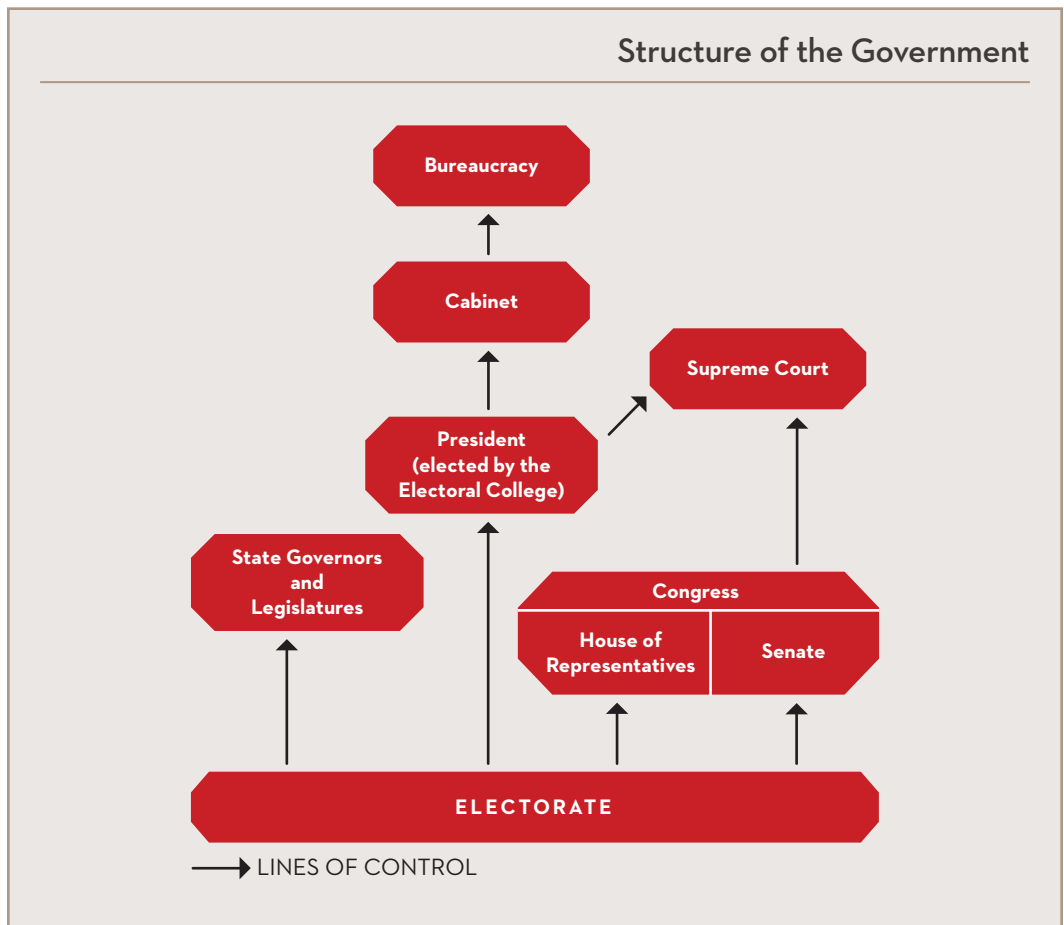 Structure of the Government
Bureaucracy
Cabinet
Supreme Court
President
(elected by the
Electoral College)
State Governors
and
Legislatures
Congress
House of
Representatives
Senate
ELECTORATE
LINES OF CONTROL